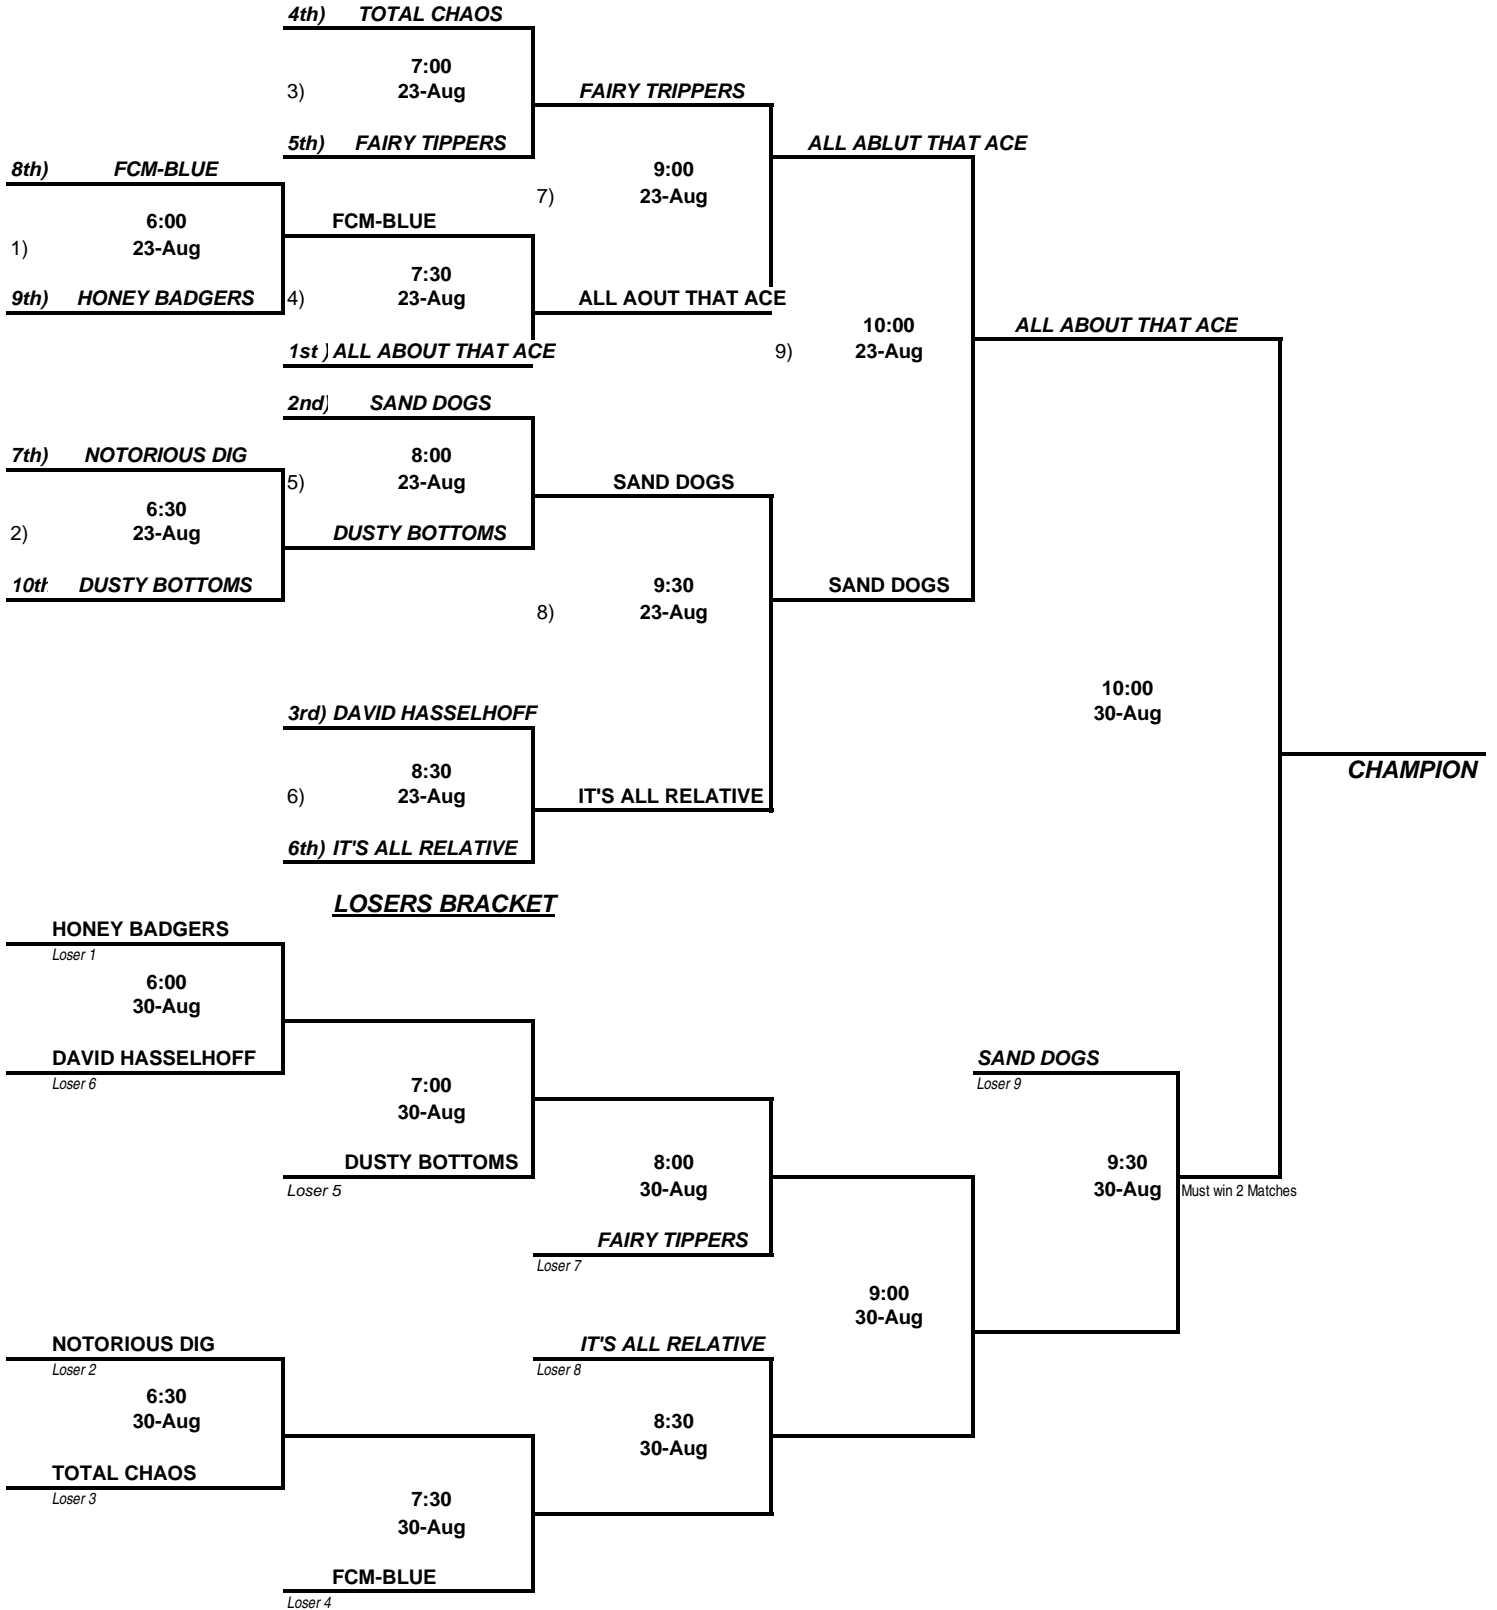 4th) TOTAL CHAOS
7:00
3) 23-Aug FAIRY TRIPPERS
5th) FAIRY TIPPERS ALL ABLUT THAT ACE
8th) FCM-BLUE 9:00
7) 23-Aug
6:00 FCM-BLUE
1) 23-Aug
7:30
9th) HONEY BADGERS 4) 23-Aug ALL AOUT THAT ACE
10:00 ALL ABOUT THAT ACE
1st ) ALL ABOUT THAT ACE 9) 23-Aug
2nd) SAND DOGS
7th) NOTORIOUS DIG 8:00
5) 23-Aug SAND DOGS
6:30
2) 23-Aug DUSTY BOTTOMS
10th DUSTY BOTTOMS 9:30 SAND DOGS
8) 23-Aug
10:00
3rd) DAVID HASSELHOFF 30-Aug
8:30 CHAMPION
6) 23-Aug IT'S ALL RELATIVE
6th) IT'S ALL RELATIVE
LOSERS BRACKET
HONEY BADGERS
Loser 1
6:00
30-Aug
DAVID HASSELHOFF SAND DOGS
Loser 6 7:00 Loser 9
30-Aug
DUSTY BOTTOMS 8:00 9:30
Loser 5 30-Aug 30-Aug Must win 2 Matches
FAIRY TIPPERS
Loser 7
9:00
30-Aug
NOTORIOUS DIG IT'S ALL RELATIVE
Loser 2 Loser 8
6:30
30-Aug 8:30
30-Aug
TOTAL CHAOS
Loser 3 7:30
30-Aug
FCM-BLUE
Loser 4